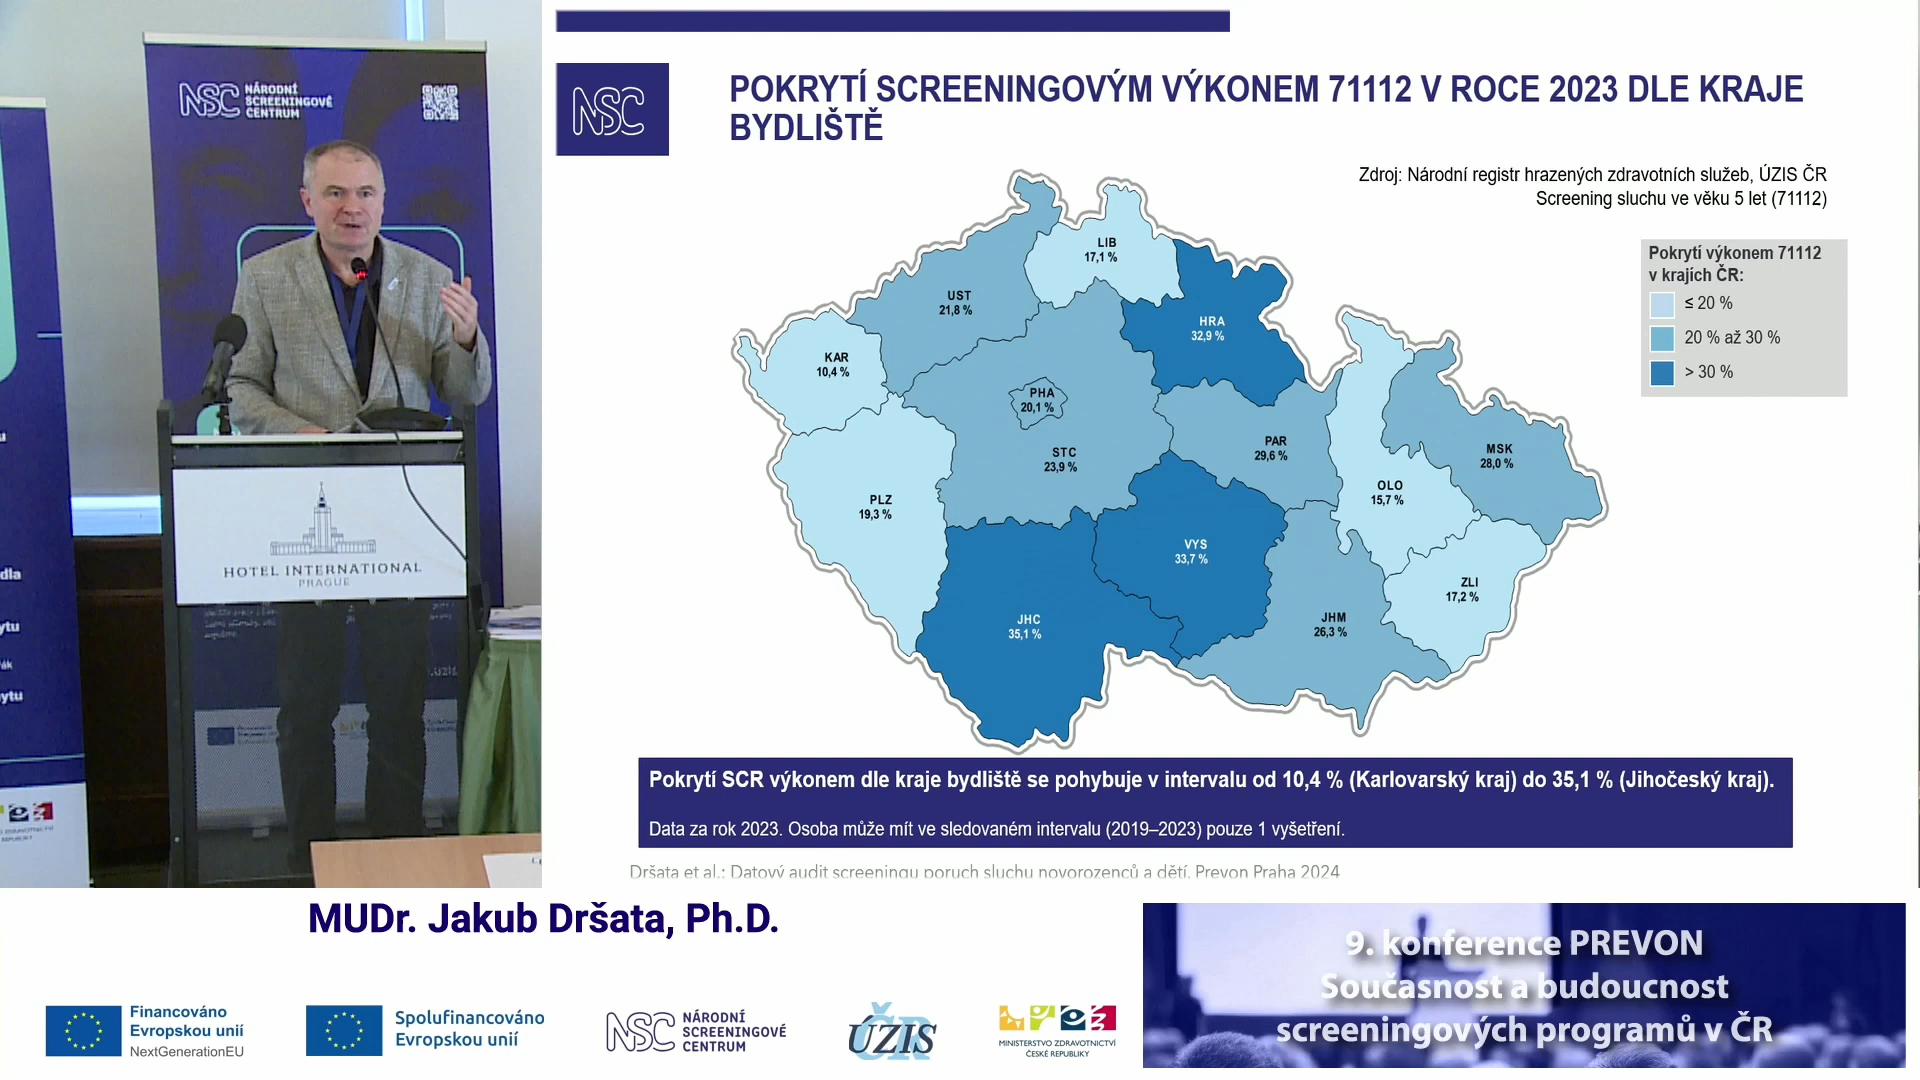 NSC NÁRODNÍ
SCREENINGOVÉ
CENTRUM
HOTEL INTERNATIONAL
PRAGUE
dla
ytu
ytu
NSC
POKRYTÍ SCREENINGOVÝM VÝKONEM 71112 V ROCE 2023 DLE KRAJE
BYDLIŠTĚ
Zdroj: Národní registr hrazených zdravotních služeb, ÚZIS ČR
Screening sluchu ve věku 5 let (71112)
Pokrytí výkonem 71112
v krajích ČR:
≤ 20 %
20 % až 30 %
> 30 %
LIB
17,1 %
UST
21,8 %
HRA
32,9 %
KAR
10,4 %
PHA
20,1 %
STC
23,9 %
PAR
29,6 %
MSK
28,0 %
OLO
15,7 %
PLZ
19,3 %
VYS
33,7 %
ZLI
17,2 %
JHC
35,1 %
JHM
26,3 %
Pokrytí SCR výkonem dle kraje bydliště se pohybuje v intervalu od 10,4 % (Karlovarský kraj) do 35,1 % (Jihočeský kraj).
Data za rok 2023. Osoba může mít ve sledovaném intervalu (2019–2023) pouze 1 vyšetření.
Dršata et al.: Datový audit screeningu poruch sluchu novorozenců a dětí. Prevon Praha 2024
MUDr. Jakub Dršata, Ph.D.
9. konference PREVON
Současnost a budoucnost
screeningových programů v ČR
Financováno
Evropskou unií
NextGenerationEU
Spolufinancováno
Evropskou unií
NSC NÁRODNÍ
SCREENINGOVÉ
CENTRUM
ÚZIS
ČR
MINISTERSTVO ZDRAVOTNICTVÍ
ČESKÉ REPUBLIKY